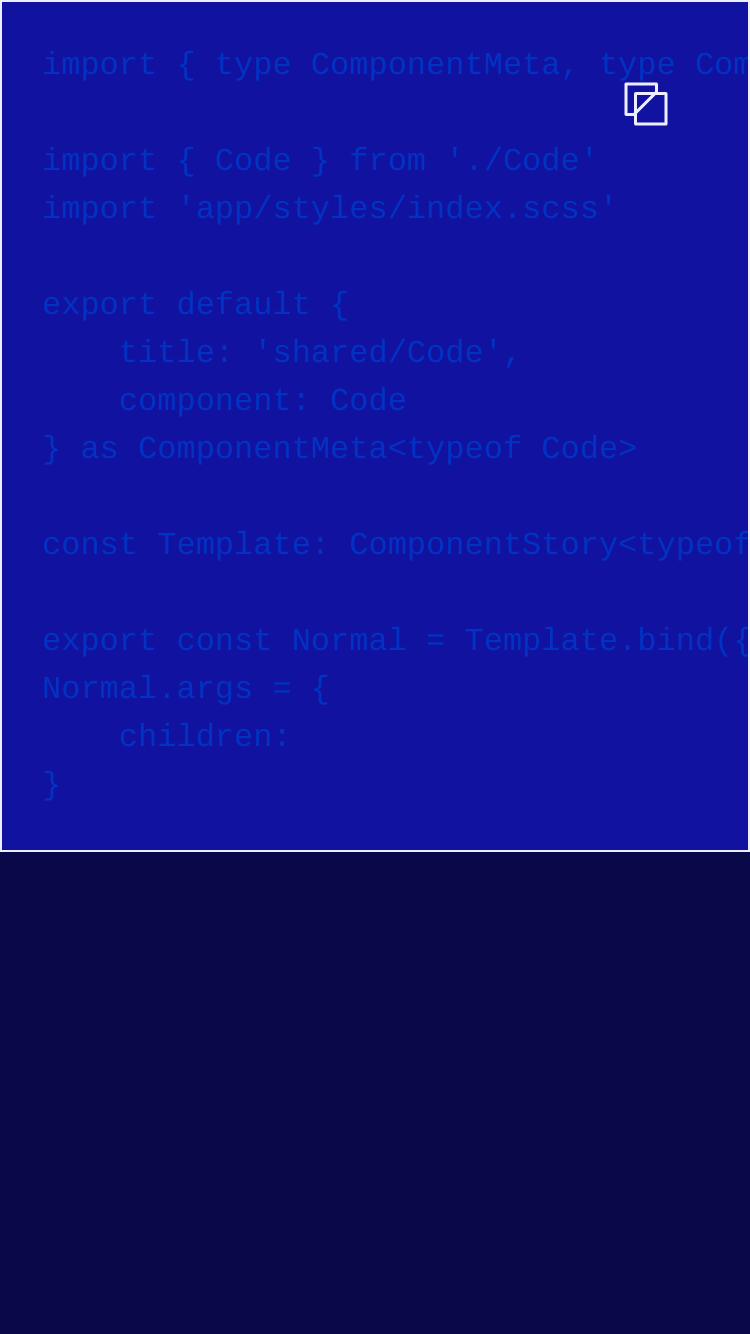 import { type ComponentMeta, type Com
import { Code } from './Code'
import 'app/styles/index.scss'
export default {
    title: 'shared/Code',
    component: Code
} as ComponentMeta<typeof Code>
const Template: ComponentStory<typeof
export const Normal = Template.bind({
Normal.args = {
    children:
}